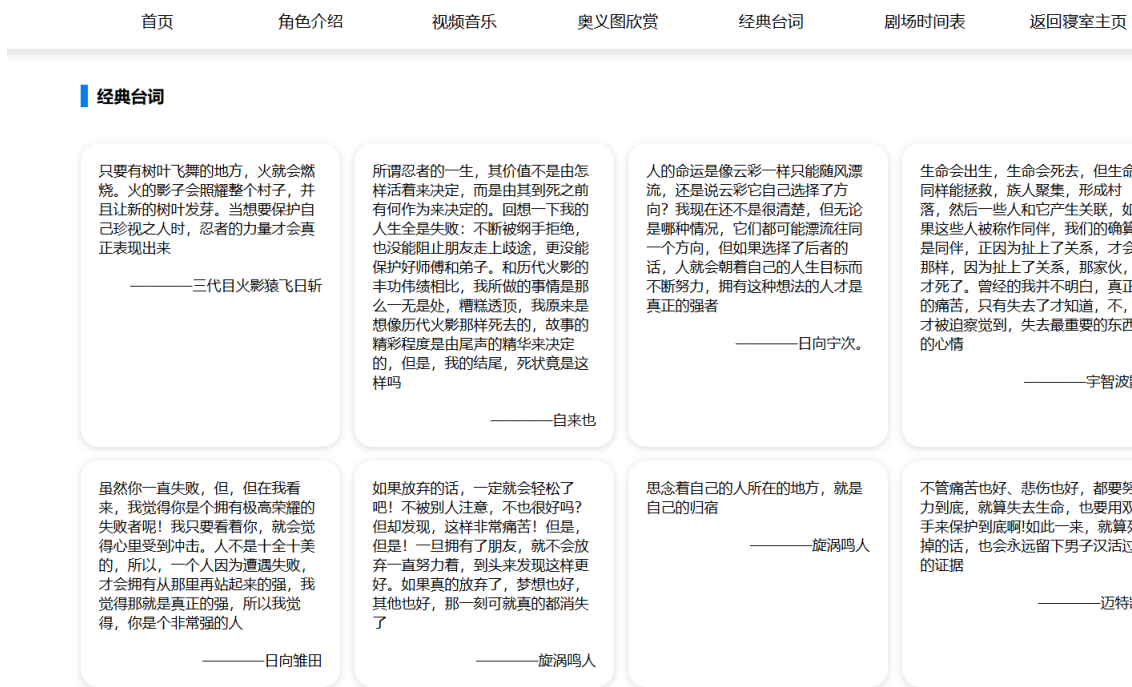 首页 角色介绍 视频音乐 奥义图欣赏 经典台词 剧场时间表 返回寝室主页
经典台词
只要有树叶飞舞的地方，火就会燃
烧。火的影子会照耀整个村子，并
且让新的树叶发芽。当想要保护自
己珍视之人时，忍者的力量才会真
正表现出来
————三代目火影猿飞日斩
所谓忍者的一生，其价值不是由怎
样活着来决定，而是由其到死之前
有何作为来决定的。回想一下我的
人生全是失败：不断被纲手拒绝，
也没能阻止朋友走上歧途，更没能
保护好师傅和弟子。和历代火影的
丰功伟绩相比，我所做的事情是那
么一无是处，糟糕透顶，我原来是
想像历代火影那样死去的，故事的
精彩程度是由尾声的精华来决定
的，但是，我的结尾，死状竟是这
样吗
————自来也
人的命运是像云彩一样只能随风漂
流，还是说云彩它自己选择了方
向？我现在还不是很清楚，但无论
是哪种情况，它们都可能漂流往同
一个方向，但如果选择了后者的
话，人就会朝着自己的人生目标而
不断努力，拥有这种想法的人才是
真正的强者
————日向宁次。
生命会出生，生命会死去，但生命
同样能拯救，族人聚集，形成村
落，然后一些人和它产生关联，如
果这些人被称作同伴，我们的确算
是同伴，正因为扯上了关系，才会
那样，因为扯上了关系，那家伙，
才死了。曾经的我并不明白，真正
的痛苦，只有失去了才知道，不，
才被迫察觉到，失去最重要的东西
的心情
————宇智波
虽然你一直失败，但，但在我看
来，我觉得你是个拥有极高荣耀的
失败者呢！我只要看着你，就会觉
得心里受到冲击。人不是十全十美
的，所以，一个人因为遭遇失败，
才会拥有从那里再站起来的强，我
觉得那就是真正的强，所以我觉
得，你是个非常强的人
————日向雏田
如果放弃的话，一定就会轻松了
吧！不被别人注意，不也很好吗？
但却发现，这样非常痛苦！但是，
但是！一旦拥有了朋友，就不会放
弃一直努力着，到头来发现这样更
好。如果真的放弃了，梦想也好，
其他也好，那一刻可就真的都消失
了
————旋涡鸣人
思念着自己的人所在的地方，就是
自己的归宿
————旋涡鸣人
不管痛苦也好、悲伤也好，都要努
力到底，就算失去生命，也要用双
手来保护到底啊!如此一来，就算死
掉的话，也会永远留下男子汉活过
的证据
————迈特